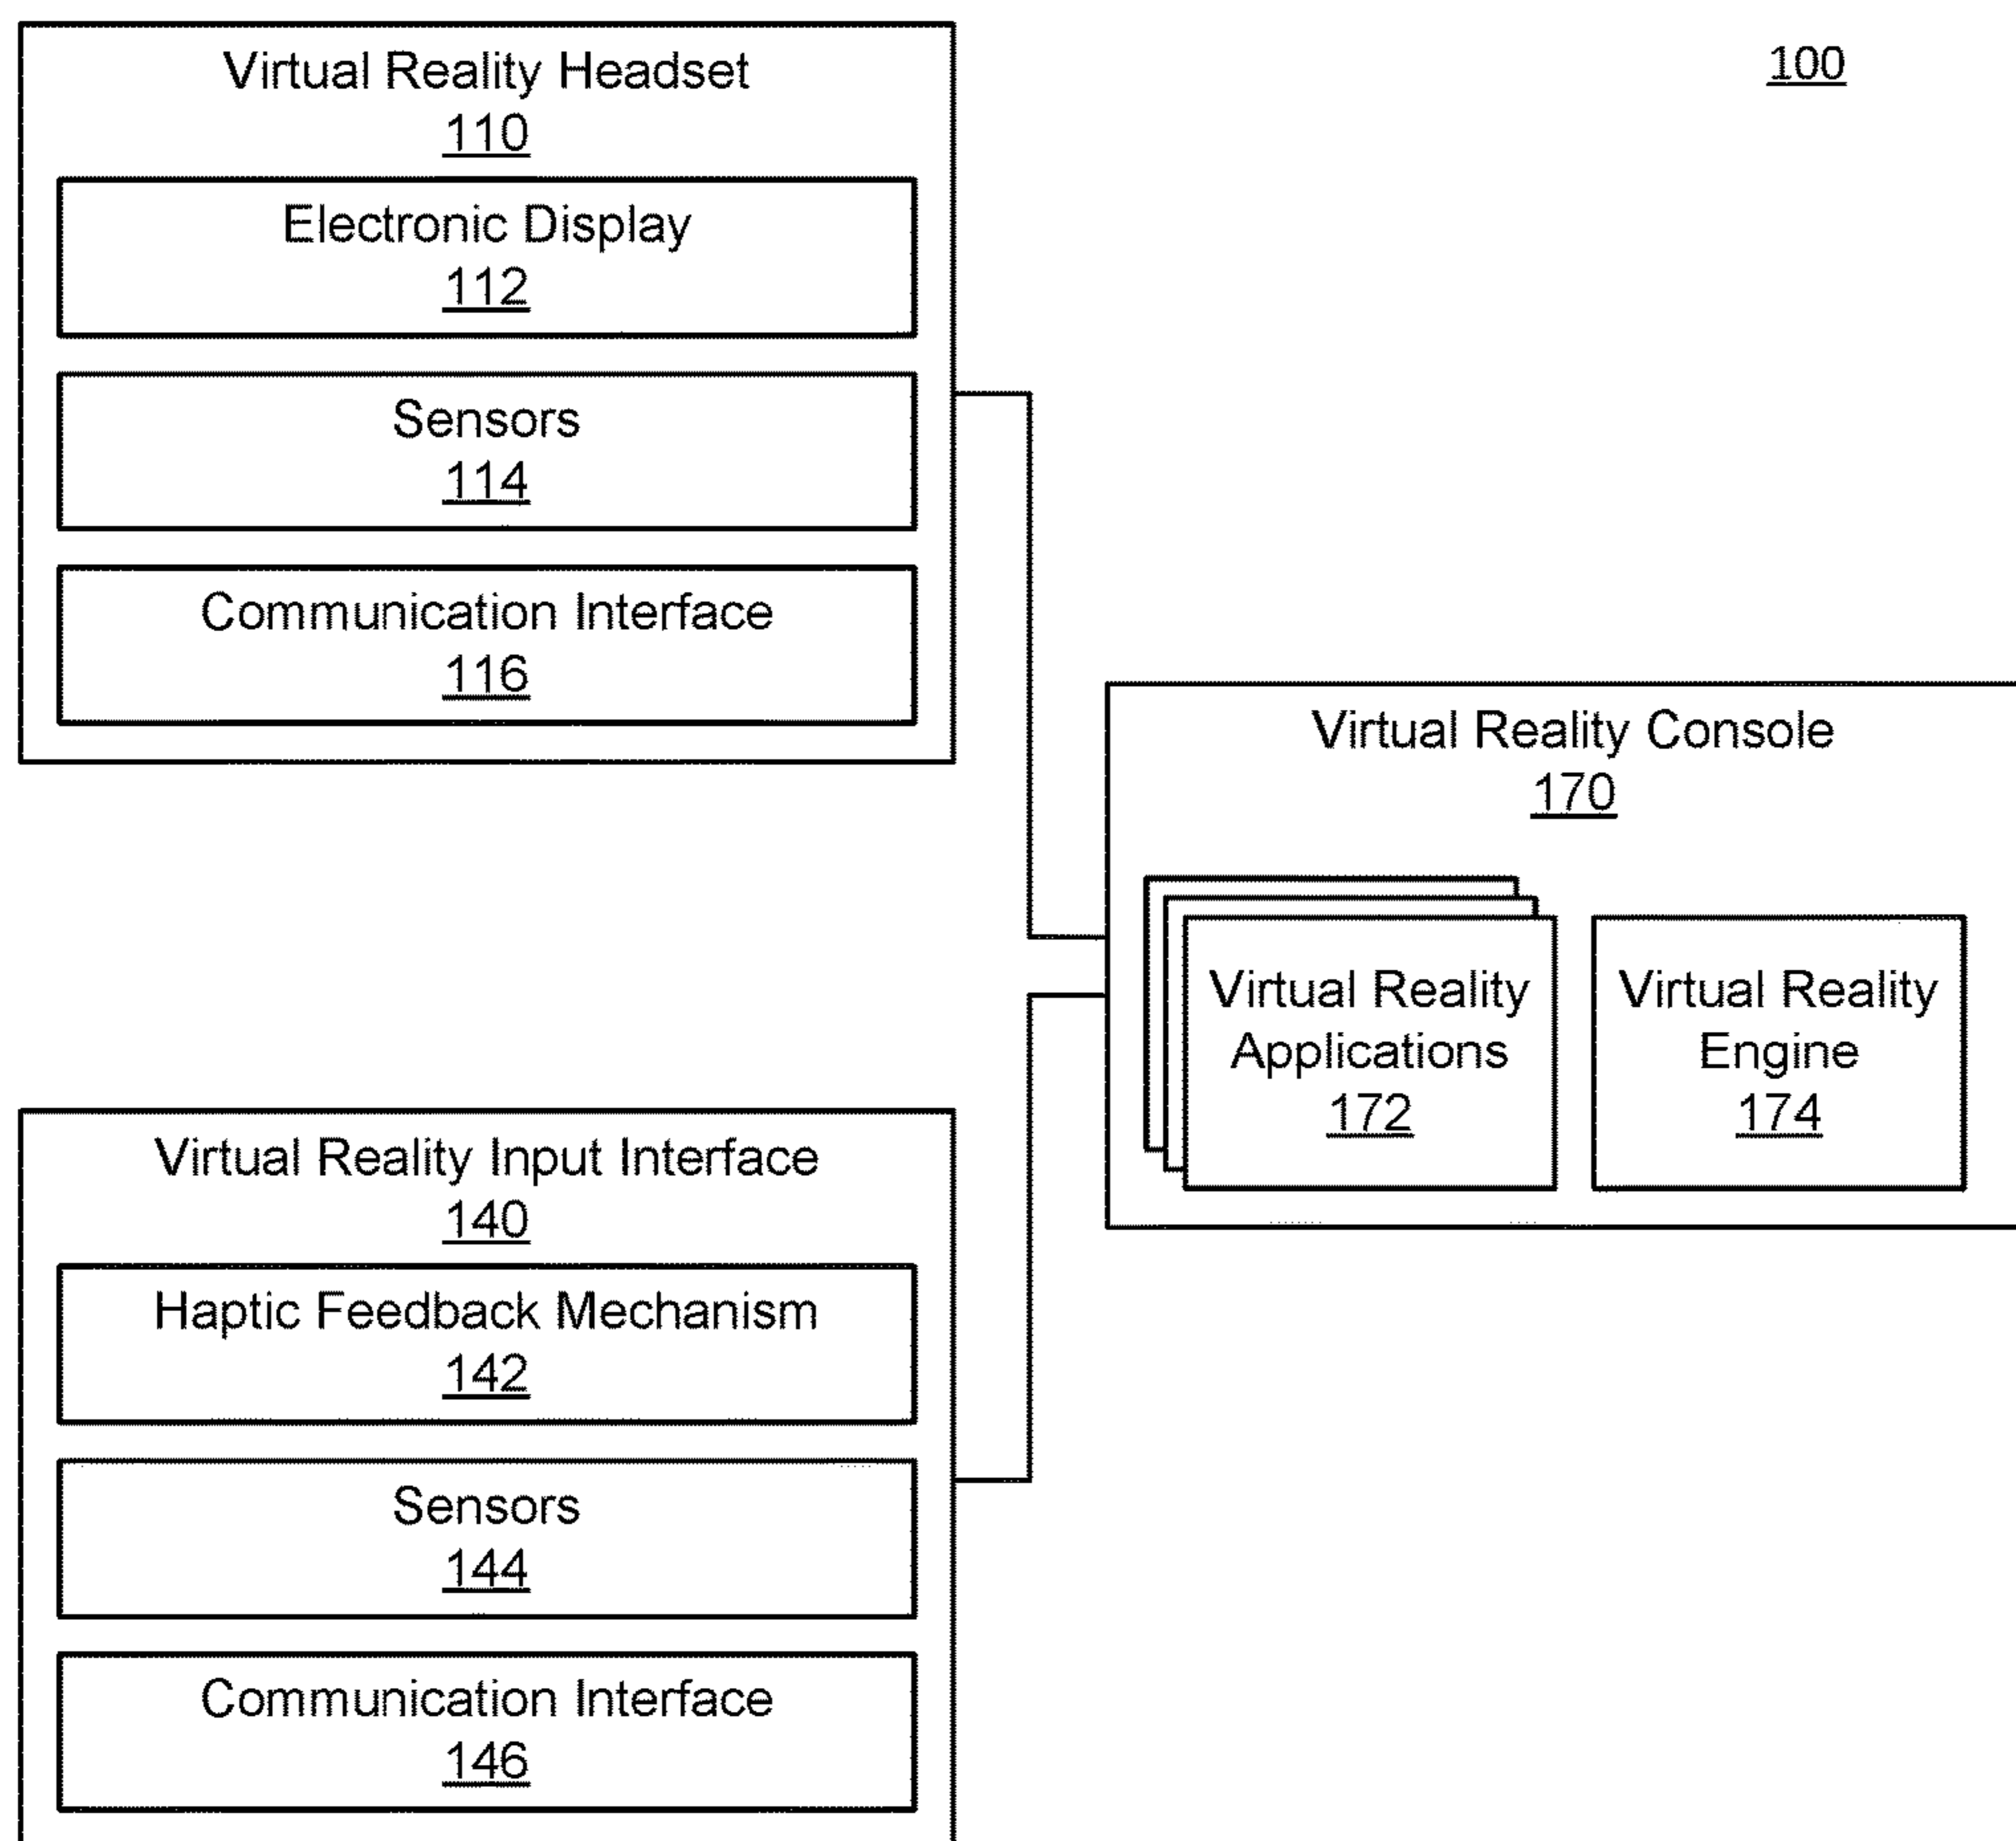 100
Virtual Reality Headset
110
Electronic Display
112
Sensors
114
Communication Interface
116
Virtual Reality Input Interface
140
Haptic Feedback Mechanism
142
Sensors
144
Communication Interface
146
Virtual Reality Console
170
Virtual Reality
Applications
172
Virtual Reality
Engine
174